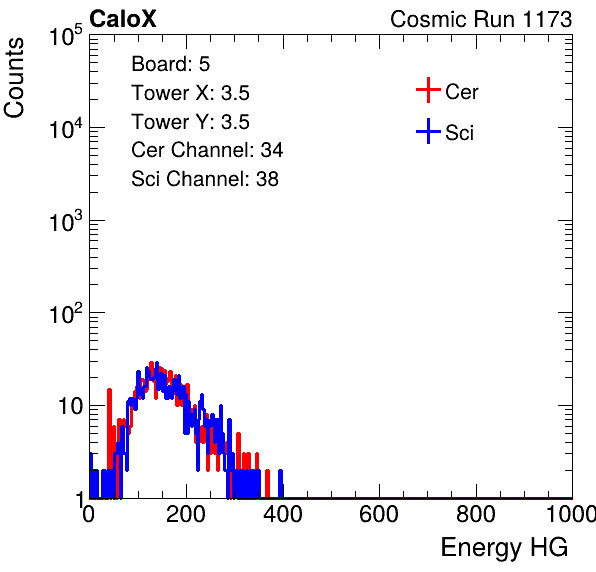 CaloX Cosmic Run 1173
Counts
10^5
10^4
10^3
10^2
10
1
Board: 5
Tower X: 3.5
Tower Y: 3.5
Cer Channel: 34
Sci Channel: 38
Cer
Sci
0 200 400 600 800 1000
Energy HG